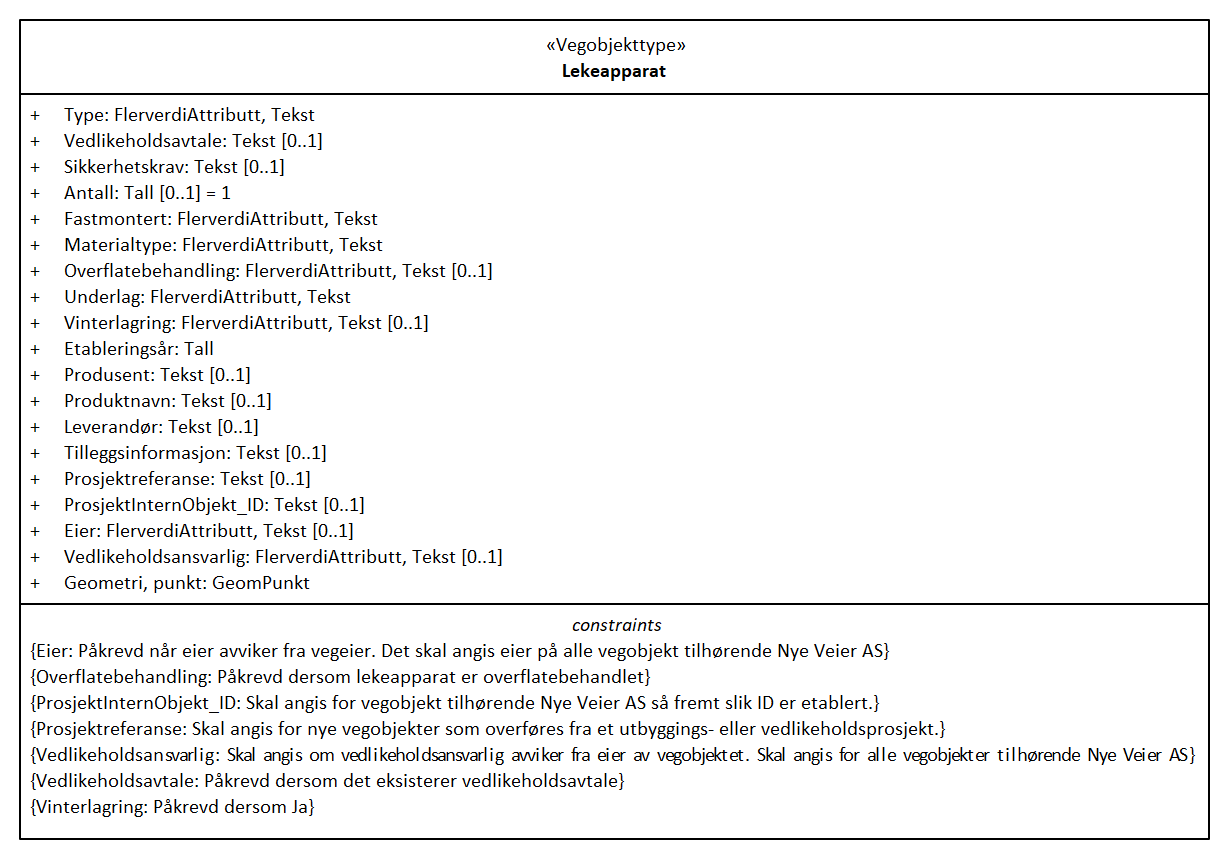 «Vegobjekttype»
Lekeapparat
+ Type: FlerverdiAttributt, Tekst
+ Vedlikeholdsavtale: Tekst [0..1]
+ Sikkerhetskrav: Tekst [0..1]
+ Antall: Tall [0..1] = 1
+ Fastmontert: FlerverdiAttributt, Tekst
+ Materialtype: FlerverdiAttributt, Tekst
+ Overflatebehandling: FlerverdiAttributt, Tekst [0..1]
+ Underlag: FlerverdiAttributt, Tekst
+ Vinterlagring: FlerverdiAttributt, Tekst [0..1]
+ Etableringsår: Tall
+ Produsent: Tekst [0..1]
+ Produktnavn: Tekst [0..1]
+ Leverandør: Tekst [0..1]
+ Tilleggsinformasjon: Tekst [0..1]
+ Prosjektreferanse: Tekst [0..1]
+ ProsjektInternObjekt_ID: Tekst [0..1]
+ Eier: FlerverdiAttributt, Tekst [0..1]
+ Vedlikeholdsansvarlig: FlerverdiAttributt, Tekst [0..1]
+ Geometri, punkt: GeomPunkt
constraints
{Eier: Påkrevd når eier avviker fra vegeier. Det skal angis eier på alle vegobjekt tilhørende Nye Veier AS}
{Overflatebehandling: Påkrevd dersom lekeapparat er overflatebehandlet}
{ProsjektInternObjekt_ID: Skal angis for vegobjekt tilhørende Nye Veier AS så fremt slik ID er etablert.}
{Prosjektreferanse: Skal angis for nye vegobjekter som overføres fra et utbyggings- eller vedlikeholdsprosjekt.}
{Vedlikeholdsansvarlig: Skal angis om vedlikeholdsansvarlig avviker fra eier av vegobjektet. Skal angis for alle vegobjekter tilhørende Nye Veier AS}
{Vedlikeholdsavtale: Påkrevd dersom det eksisterer vedlikeholdsavtale}
{Vinterlagring: Påkrevd dersom Ja}